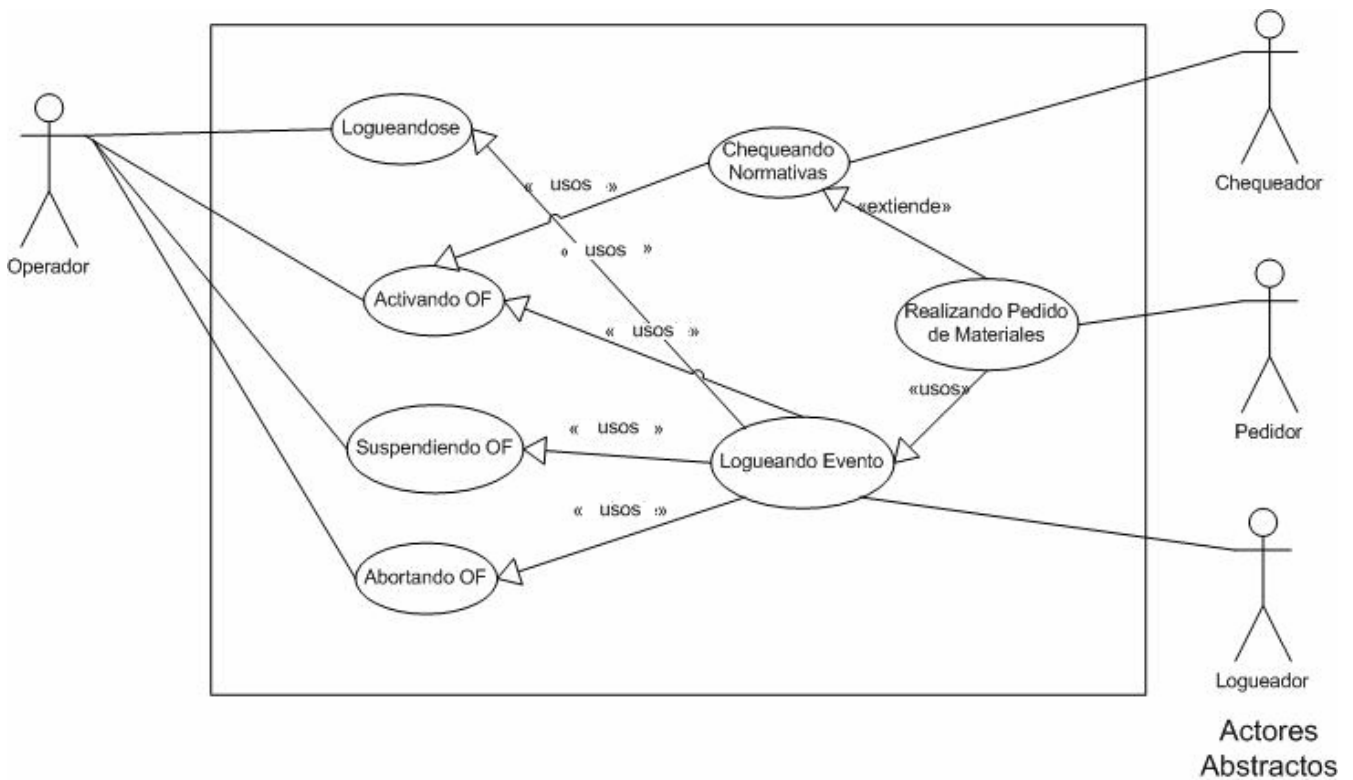 Logueandose
Chequeando
Normativas
Chequeador
« usos »
«extiende»
Operador
« usos »
Activando OF
Realizando Pedido
de Materiales
« usos »
«usos»
Pedidor
« usos »
Suspendiendo OF
Logueando Evento
« usos »
Abortando OF
Logueador
Actores
Abstractos